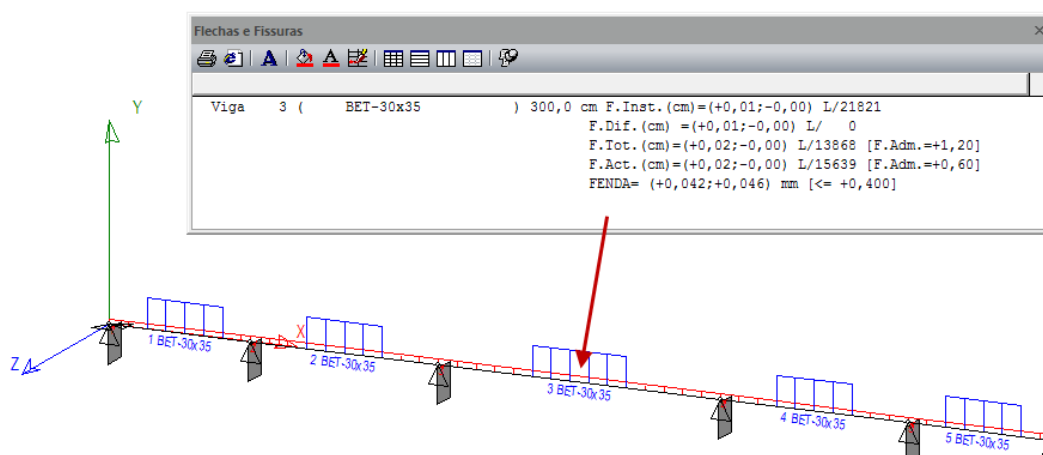 Flechas e Fissuras
Viga 3 ( BET-30x35 ) 300,0 cm F.Inst.(cm)=(+0,01;-0,00) L/21821
F.Dif.(cm) =(+0,01;-0,00) L/ 0
F.Tot.(cm)=(+0,02;-0,00) L/13868 [F.Adm.=+1,20]
F.Act.(cm)=(+0,02;-0,00) L/15639 [F.Adm.=+0,60]
FENDA= (+0,042;+0,046) mm [<= +0,400]
Y
X
Z
1 BET-30x35
2 BET-30x35
3 BET-30x35
4 BET-30x35
5 BET-30x35